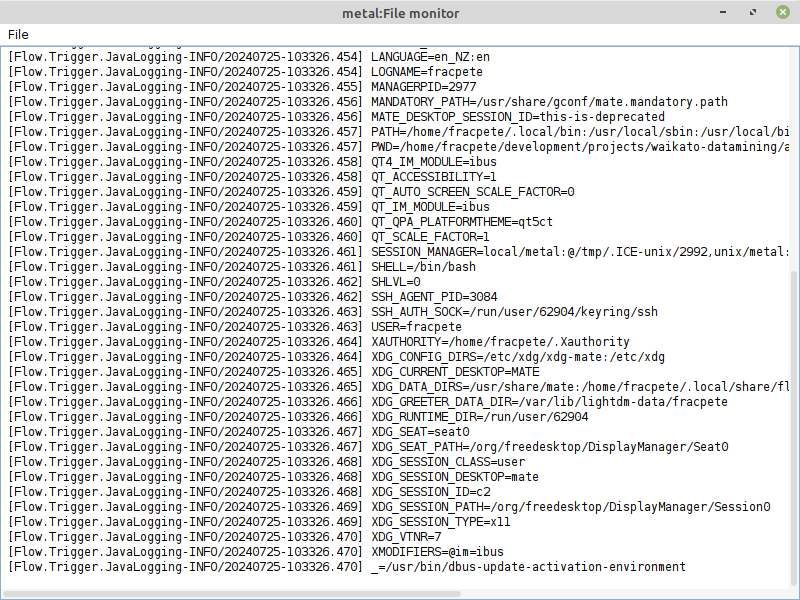 metal:File monitor
File
[Flow.Trigger.JavaLogging-INFO/20240725-103326.454] LANGUAGE=en_NZ:en
[Flow.Trigger.JavaLogging-INFO/20240725-103326.454] LOGNAME=fracpete
[Flow.Trigger.JavaLogging-INFO/20240725-103326.455] MANAGERPID=2977
[Flow.Trigger.JavaLogging-INFO/20240725-103326.456] MANDATORY_PATH=/usr/share/gconf/mate.mandatory.path
[Flow.Trigger.JavaLogging-INFO/20240725-103326.456] MATE_DESKTOP_SESSION_ID=this-is-deprecated
[Flow.Trigger.JavaLogging-INFO/20240725-103326.457] PATH=/home/fracpete/.local/bin:/usr/local/sbin:/usr/local/bi
[Flow.Trigger.JavaLogging-INFO/20240725-103326.457] PWD=/home/fracpete/development/projects/waikato-datamining/a
[Flow.Trigger.JavaLogging-INFO/20240725-103326.458] QT4_IM_MODULE=ibus
[Flow.Trigger.JavaLogging-INFO/20240725-103326.458] QT_ACCESSIBILITY=1
[Flow.Trigger.JavaLogging-INFO/20240725-103326.459] QT_AUTO_SCREEN_SCALE_FACTOR=0
[Flow.Trigger.JavaLogging-INFO/20240725-103326.459] QT_IM_MODULE=ibus
[Flow.Trigger.JavaLogging-INFO/20240725-103326.460] QT_QPA_PLATFORMTHEME=qt5ct
[Flow.Trigger.JavaLogging-INFO/20240725-103326.460] QT_SCALE_FACTOR=1
[Flow.Trigger.JavaLogging-INFO/20240725-103326.461] SESSION_MANAGER=local/metal:@/tmp/.ICE-unix/2992,unix/metal:
[Flow.Trigger.JavaLogging-INFO/20240725-103326.461] SHELL=/bin/bash
[Flow.Trigger.JavaLogging-INFO/20240725-103326.462] SHLVL=0
[Flow.Trigger.JavaLogging-INFO/20240725-103326.462] SSH_AGENT_PID=3084
[Flow.Trigger.JavaLogging-INFO/20240725-103326.463] SSH_AUTH_SOCK=/run/user/62904/keyring/ssh
[Flow.Trigger.JavaLogging-INFO/20240725-103326.463] USER=fracpete
[Flow.Trigger.JavaLogging-INFO/20240725-103326.464] XAUTHORITY=/home/fracpete/.Xauthority
[Flow.Trigger.JavaLogging-INFO/20240725-103326.464] XDG_CONFIG_DIRS=/etc/xdg/xdg-mate:/etc/xdg
[Flow.Trigger.JavaLogging-INFO/20240725-103326.465] XDG_CURRENT_DESKTOP=MATE
[Flow.Trigger.JavaLogging-INFO/20240725-103326.465] XDG_DATA_DIRS=/usr/share/mate:/home/fracpete/.local/share/fl
[Flow.Trigger.JavaLogging-INFO/20240725-103326.466] XDG_GREETER_DATA_DIR=/var/lib/lightdm-data/fracpete
[Flow.Trigger.JavaLogging-INFO/20240725-103326.466] XDG_RUNTIME_DIR=/run/user/62904
[Flow.Trigger.JavaLogging-INFO/20240725-103326.467] XDG_SEAT=seat0
[Flow.Trigger.JavaLogging-INFO/20240725-103326.467] XDG_SEAT_PATH=/org/freedesktop/DisplayManager/Seat0
[Flow.Trigger.JavaLogging-INFO/20240725-103326.468] XDG_SESSION_CLASS=user
[Flow.Trigger.JavaLogging-INFO/20240725-103326.468] XDG_SESSION_DESKTOP=mate
[Flow.Trigger.JavaLogging-INFO/20240725-103326.468] XDG_SESSION_ID=c2
[Flow.Trigger.JavaLogging-INFO/20240725-103326.469] XDG_SESSION_PATH=/org/freedesktop/DisplayManager/Session0
[Flow.Trigger.JavaLogging-INFO/20240725-103326.469] XDG_SESSION_TYPE=x11
[Flow.Trigger.JavaLogging-INFO/20240725-103326.470] XDG_VTNR=7
[Flow.Trigger.JavaLogging-INFO/20240725-103326.470] XMODIFIERS=@im=ibus
[Flow.Trigger.JavaLogging-INFO/20240725-103326.470] _=/usr/bin/dbus-update-activation-environment